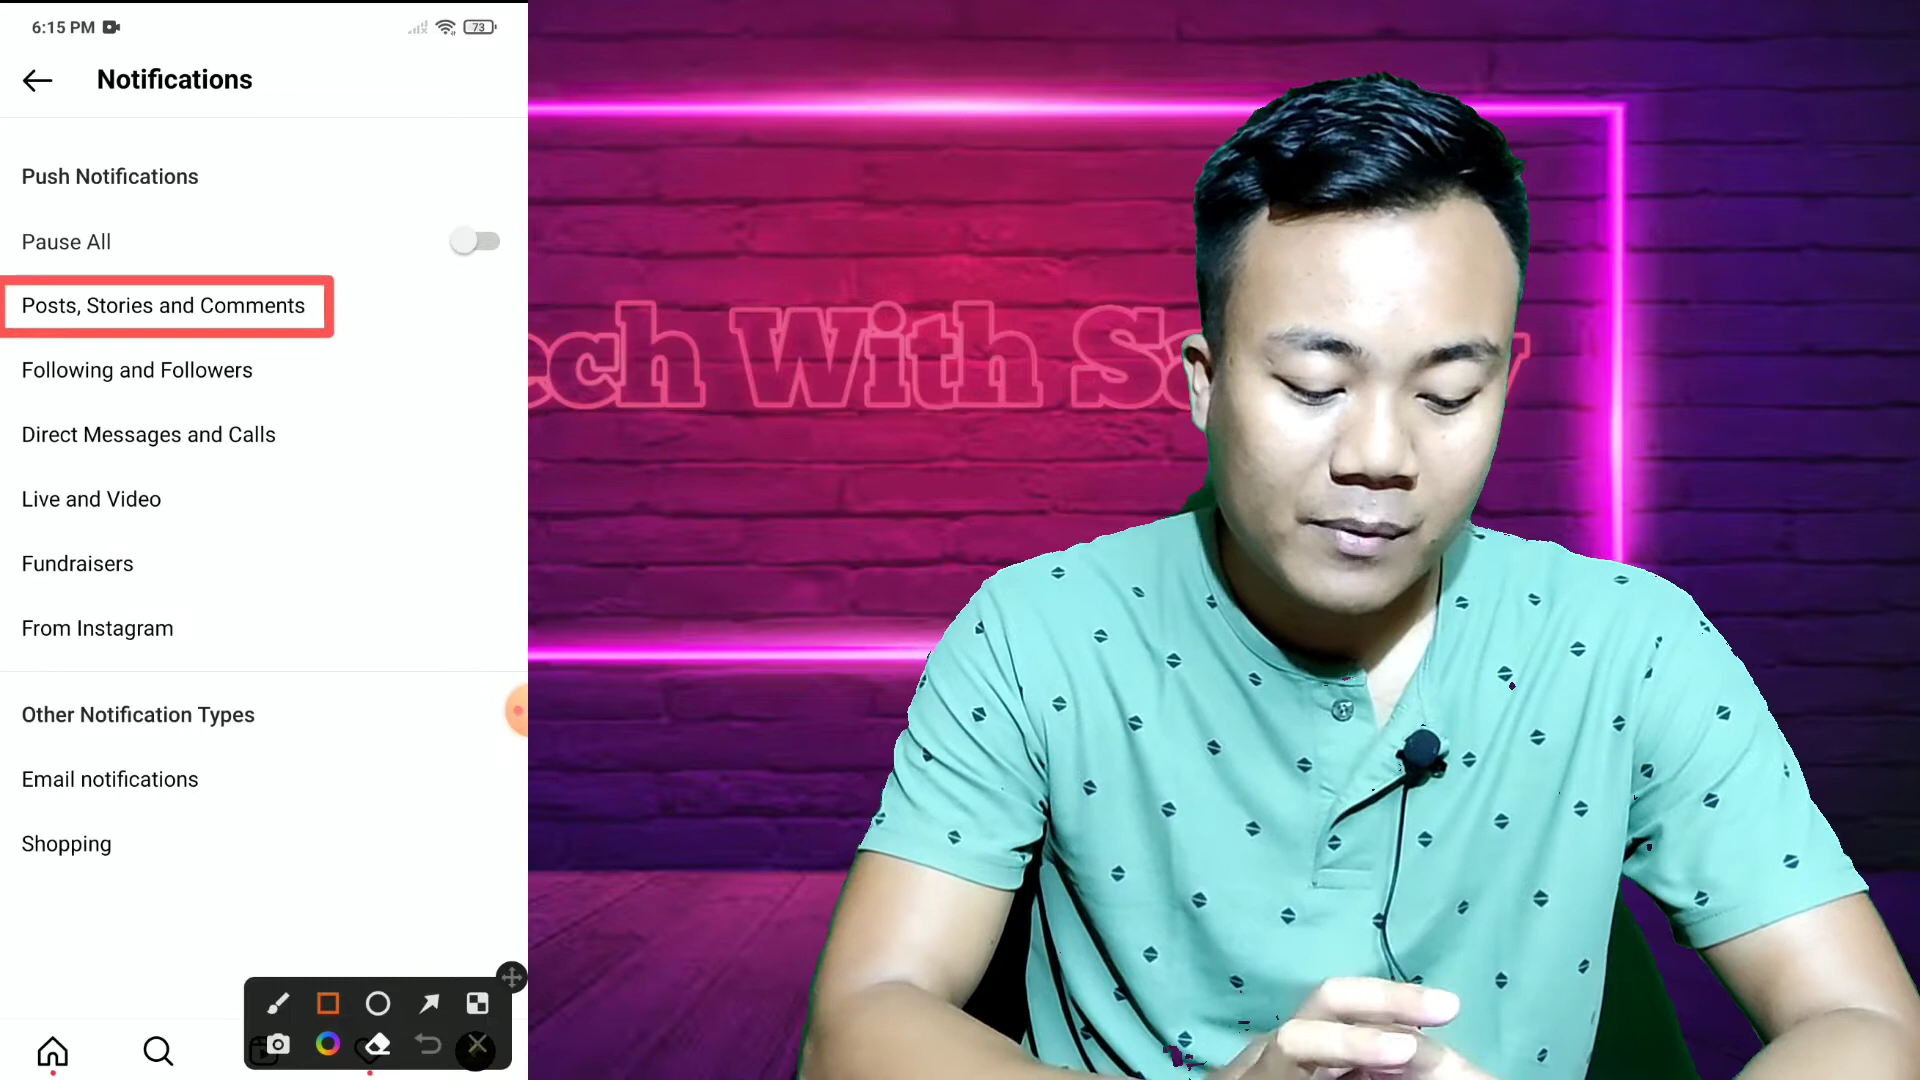 6:15 PM
73
Notifications
Push Notifications
Pause All
Posts, Stories and Comments
Following and Followers
Direct Messages and Calls
Live and Video
Fundraisers
From Instagram
Other Notification Types
Email notifications
Shopping
With